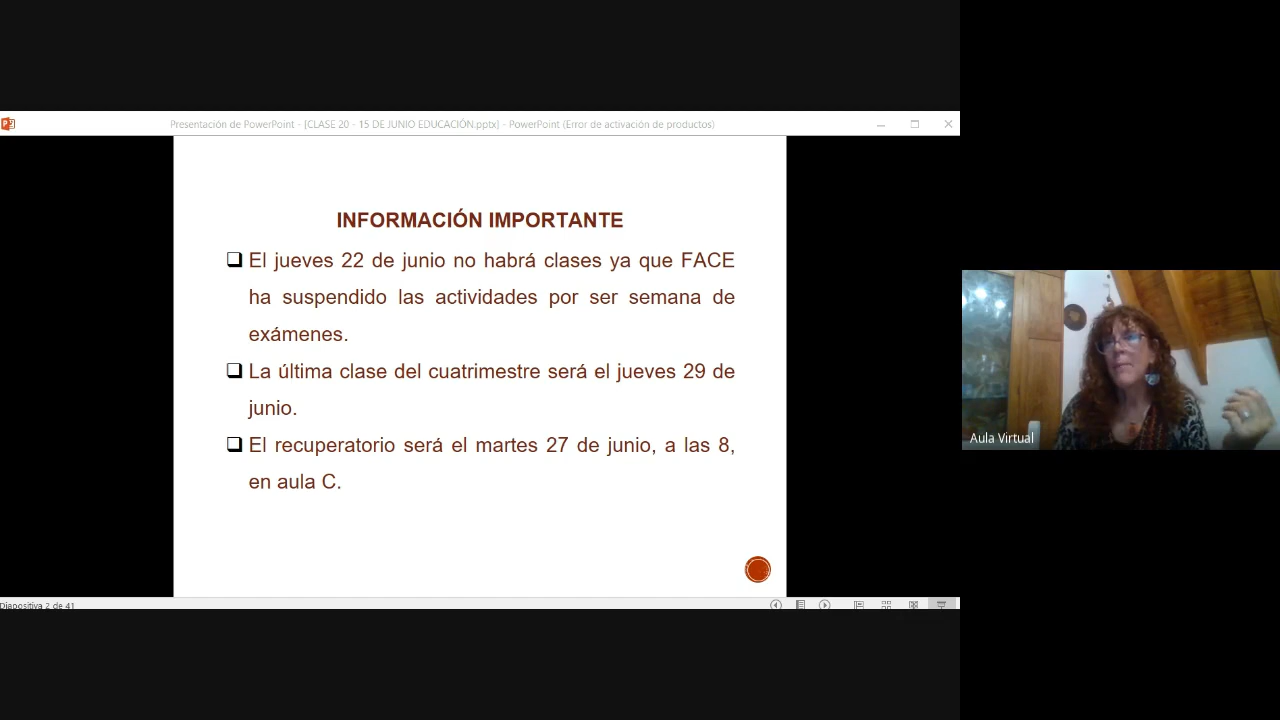 Presentación de PowerPoint - [CLASE 20 - 15 DE JUNIO EDUCACIÓN.pptx] - PowerPoint (Error de activación de productos)
INFORMACIÓN IMPORTANTE
El jueves 22 de junio no habrá clases ya que FACE
ha suspendido las actividades por ser semana de
exámenes.
La última clase del cuatrimestre será el jueves 29 de
junio.
El recuperatorio será el martes 27 de junio, a las 8,
en aula C.
Aula Virtual
Diapositiva 2 de 41